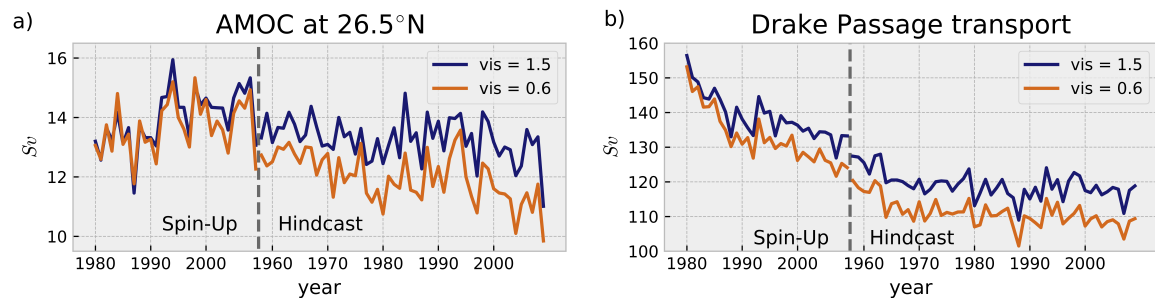 a)
AMOC at 26.5°N
16
14
12
10
Sv
vis = 1.5
vis = 0.6
Spin-Up
Hindcast
1980 1990 2000 1960 1970 1980 1990 2000
year
b)
Drake Passage transport
160
150
140
130
120
110
100
Sv
vis = 1.5
vis = 0.6
Spin-Up
Hindcast
1980 1990 2000 1960 1970 1980 1990 2000
year